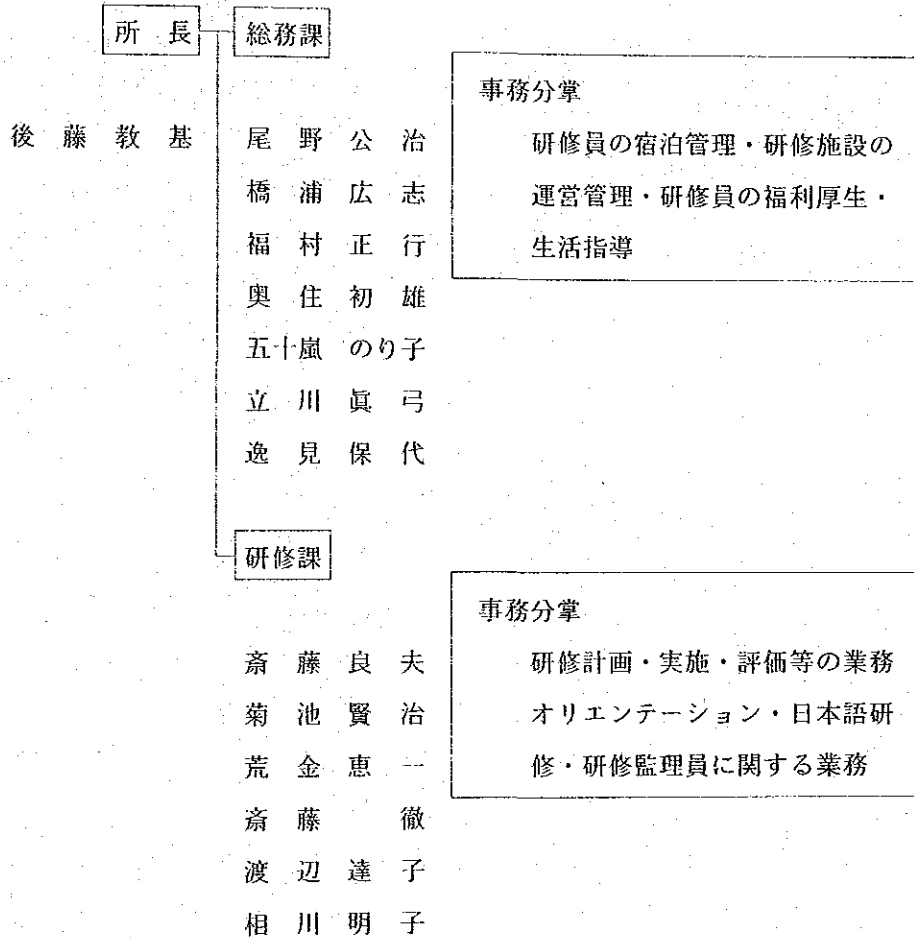 所長
総務課
後藤教基
尾野公治
橋浦広志
福村正行
奥住初雄
五十嵐のり子
立川眞弓
逸見保代
事務分掌
研修員の宿泊管理・研修施設の
運営管理・研修員の福利厚生・
生活指導
研修課
斎藤良夫
菊池賢治
荒金恵一
斎藤徹
渡辺達子
相川明子
事務分掌
研修計画・実施・評価等の業務
オリエンテーション・日本語研
修・研修監理員に関する業務